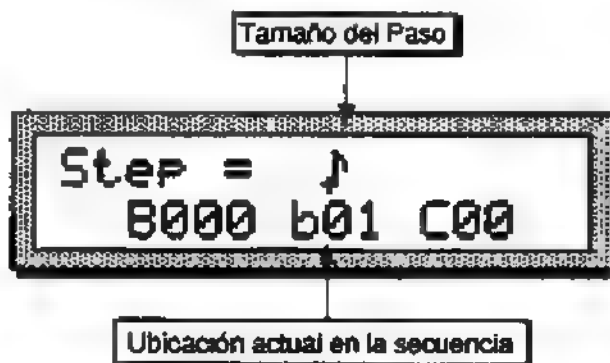 Tamaño del Paso
Step = ♪
B000 b01 C00
Ubicación actual en la secuencia